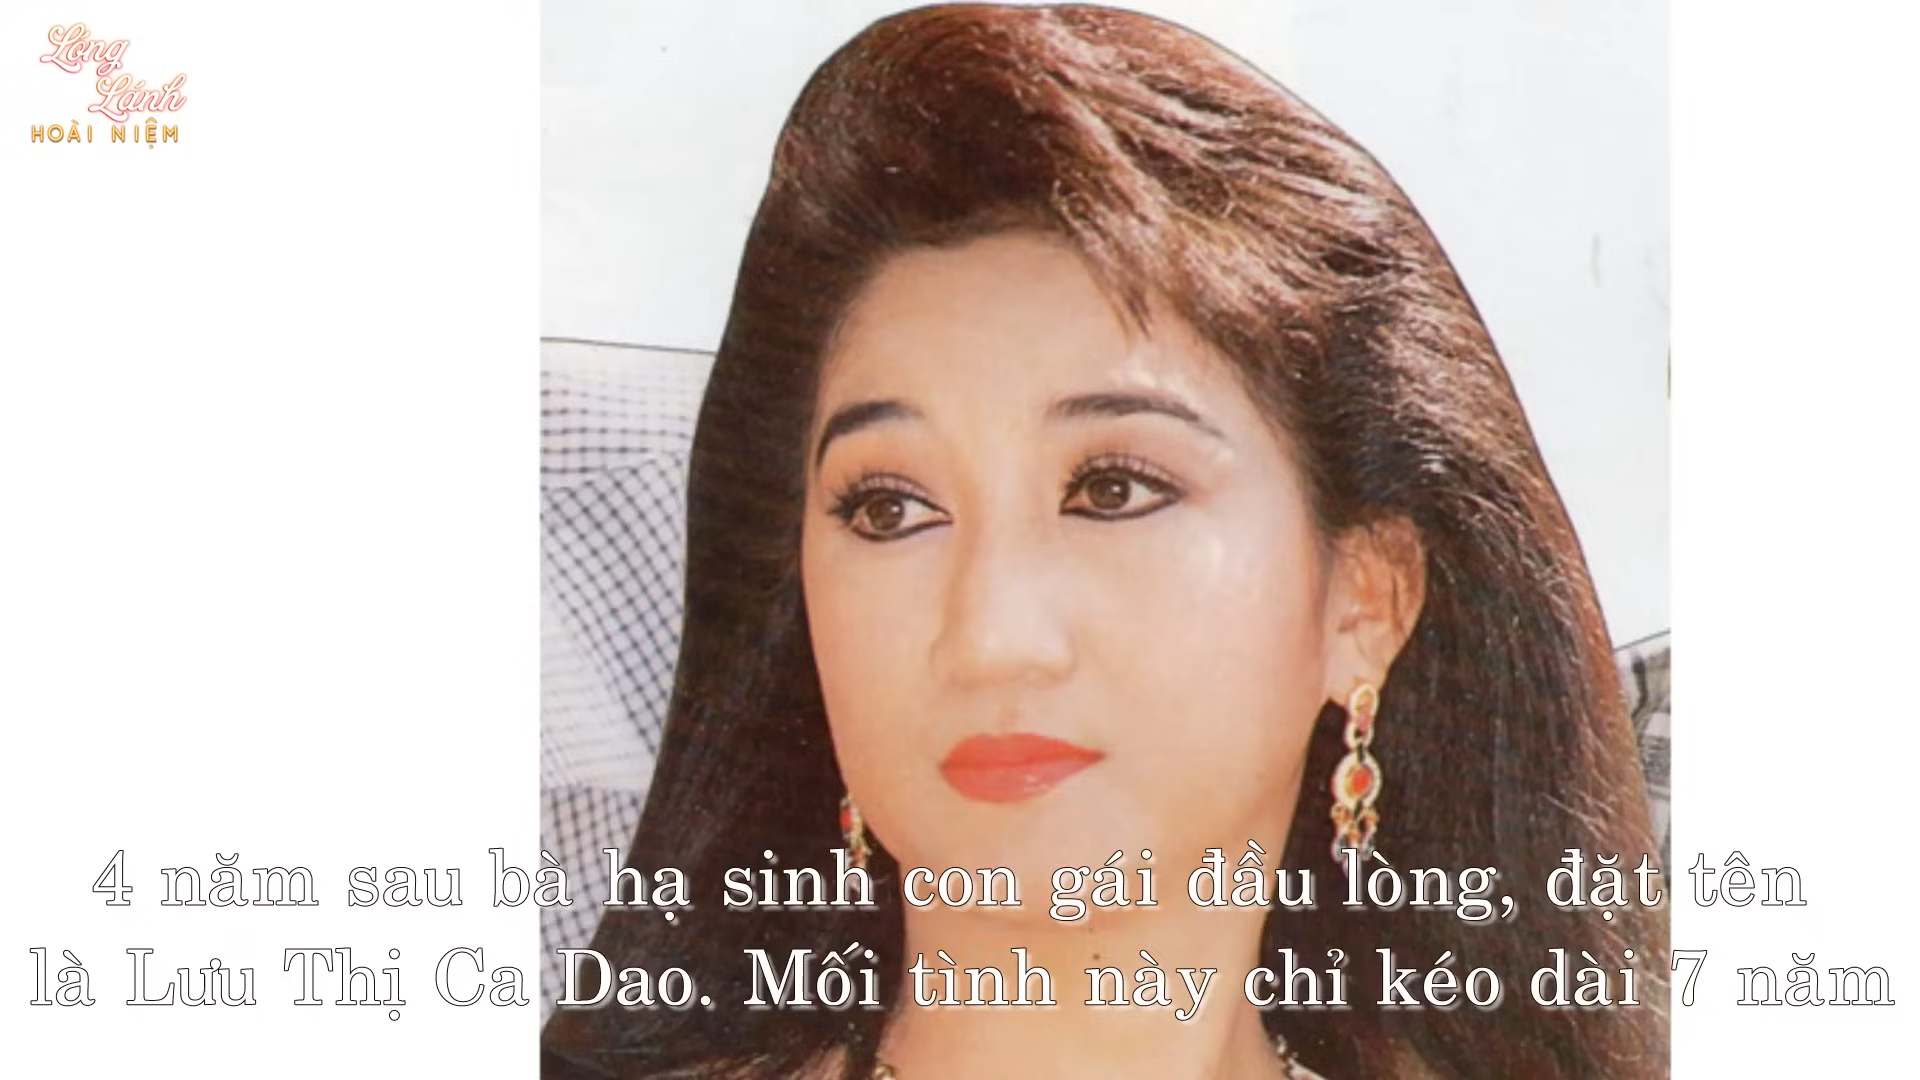 Lóng
Lánh
HOÀI NIỆM
4 năm sau bà hạ sinh con gái đầu lòng, đặt tên
là Lưu Thị Ca Dao. Mối tình này chỉ kéo dài 7 năm